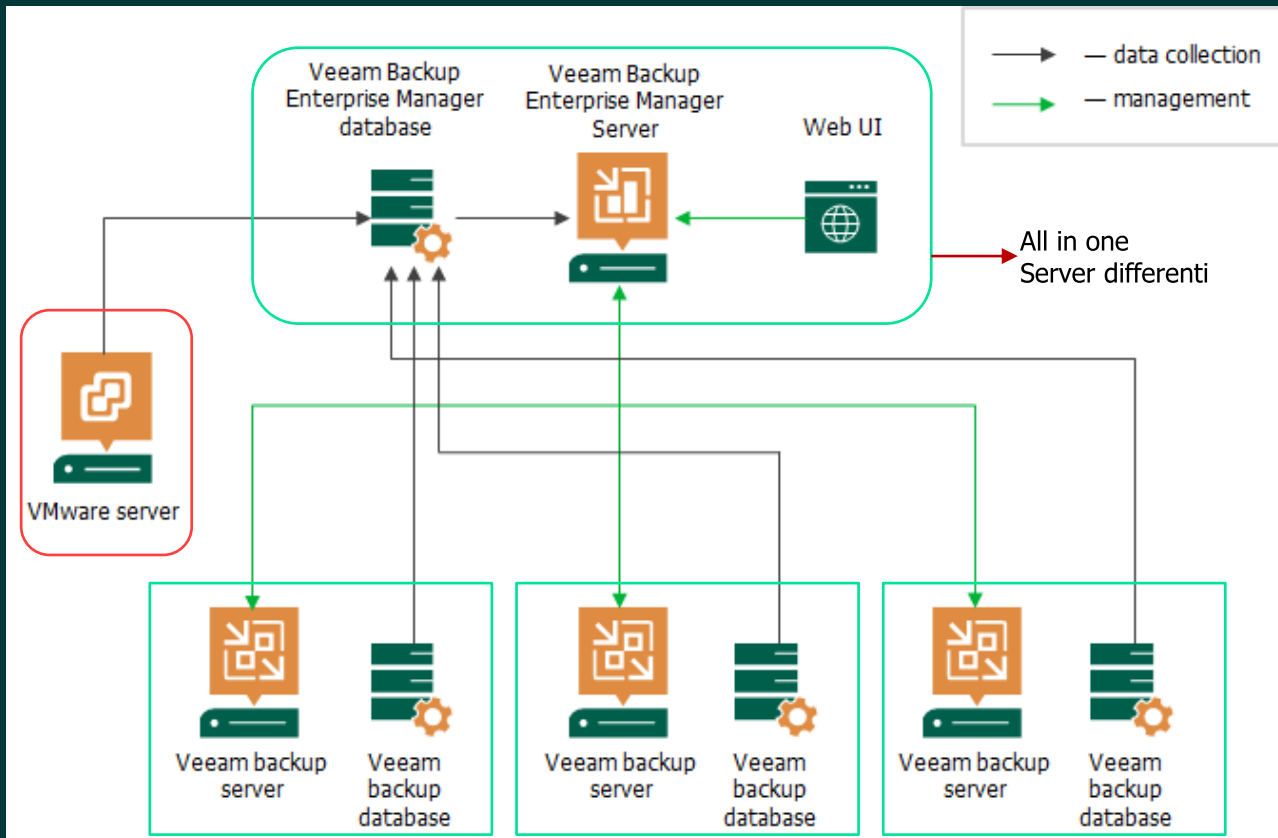 — data collection
— management
Veeam Backup
Enterprise Manager
database
Veeam Backup
Enterprise Manager
Server
Web UI
All in one
Server differenti
VMware server
Veeam backup
server
Veeam
backup
database
Veeam backup
server
Veeam
backup
database
Veeam backup
server
Veeam
backup
database